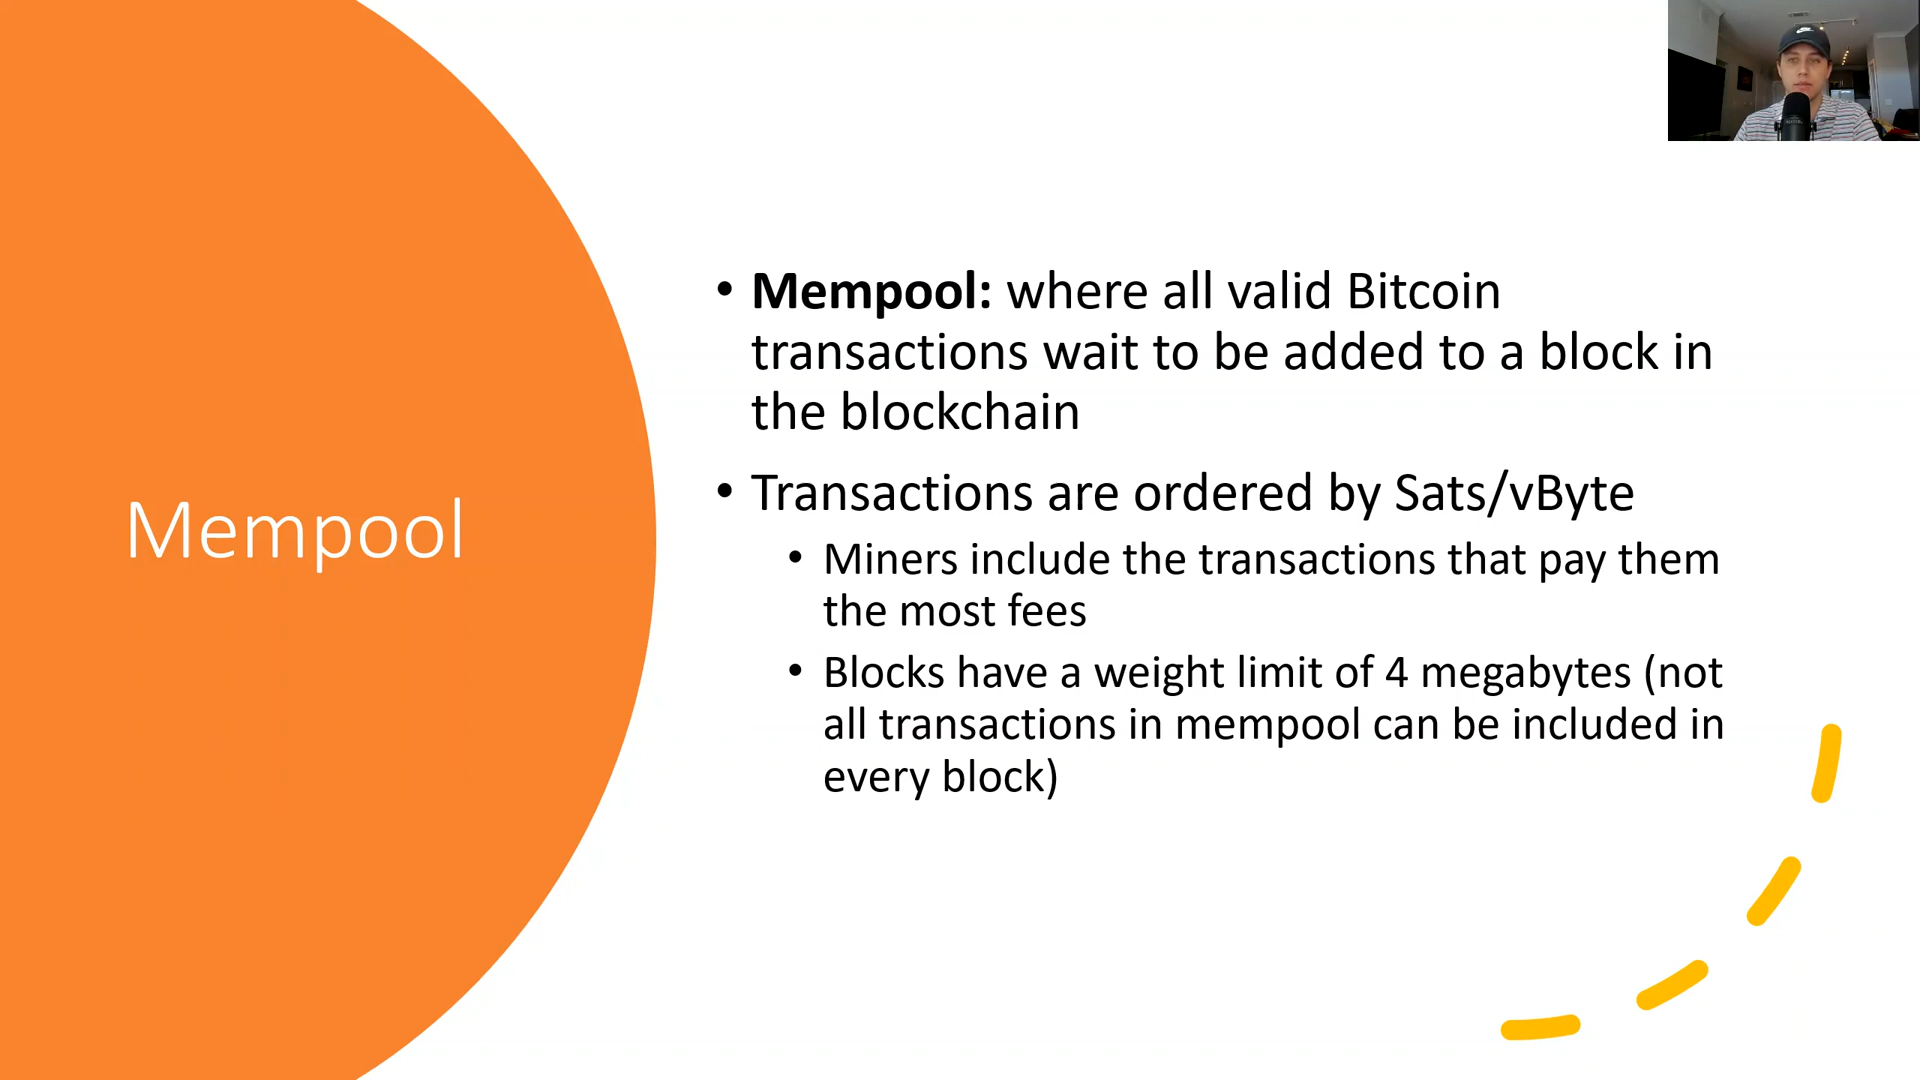 Mempool
• Mempool: where all valid Bitcoin
transactions wait to be added to a block in
the blockchain
• Transactions are ordered by Sats/vByte
• Miners include the transactions that pay them
the most fees
• Blocks have a weight limit of 4 megabytes (not
all transactions in mempool can be included in
every block)